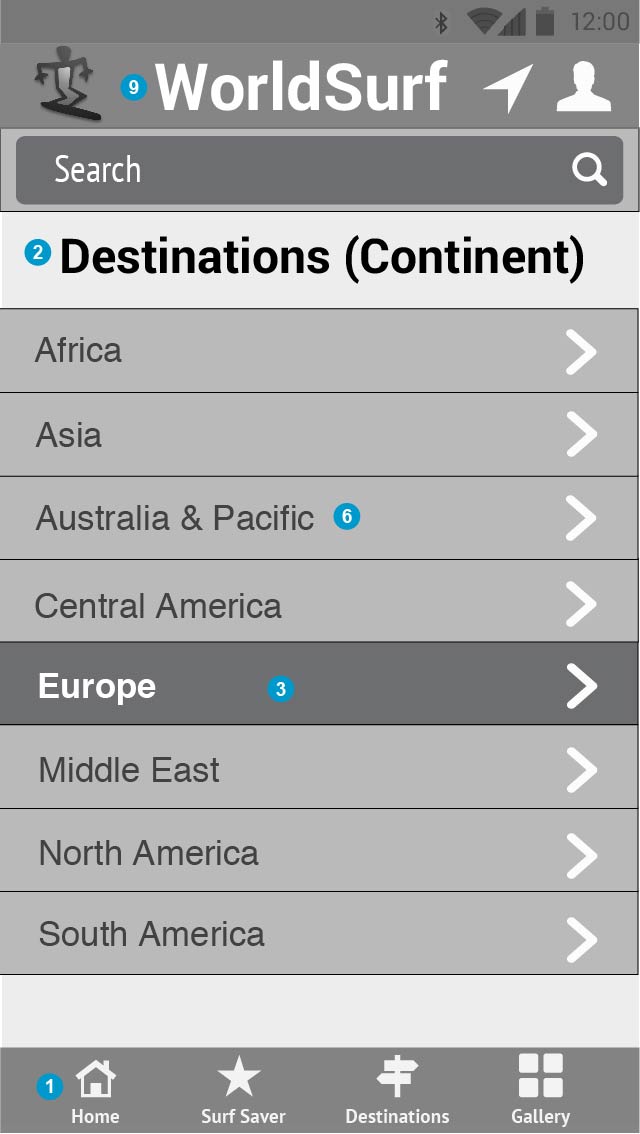 12:00
9 WorldSurf
Search
2 Destinations (Continent)
Africa
Asia
Australia & Pacific 6
Central America
Europe 3
Middle East
North America
South America
1
Home Surf Saver Destinations Gallery